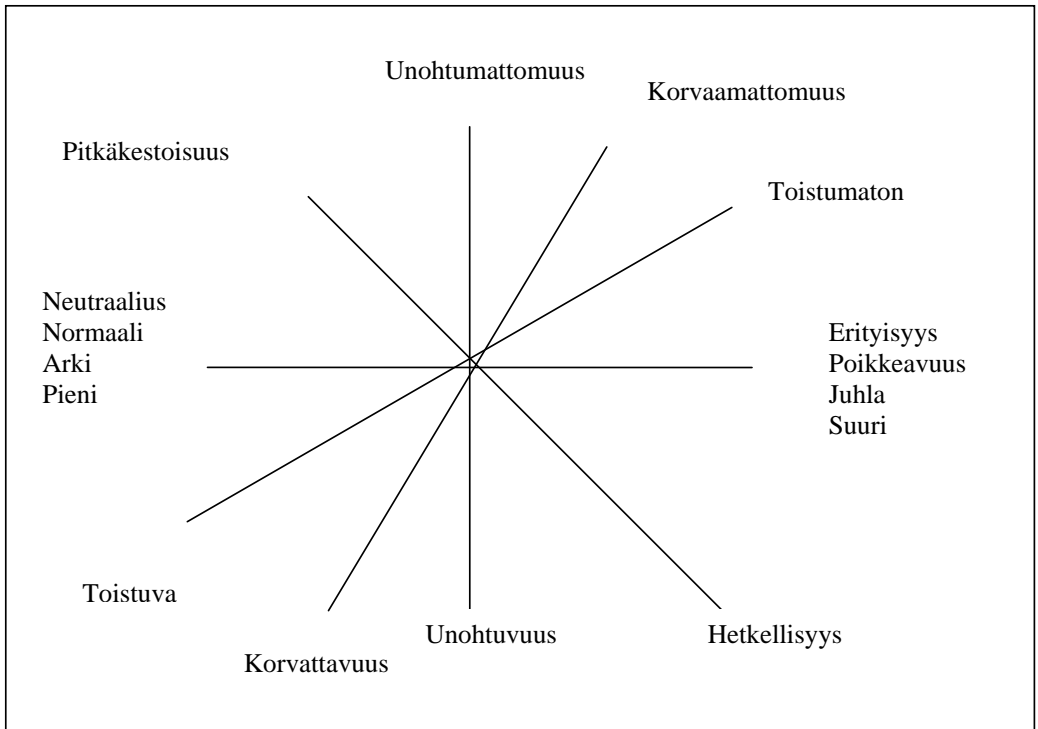 Unohtumattomuus
Korvaamattomuus
Pitkäkestoisuus
Toistumaton
Neutraalius
Normaali
Arki
Pieni
Erityisyys
Poikkeavuus
Juhla
Suuri
Toistuva
Unohtuvuus
Hetkellisyys
Korvattavuus